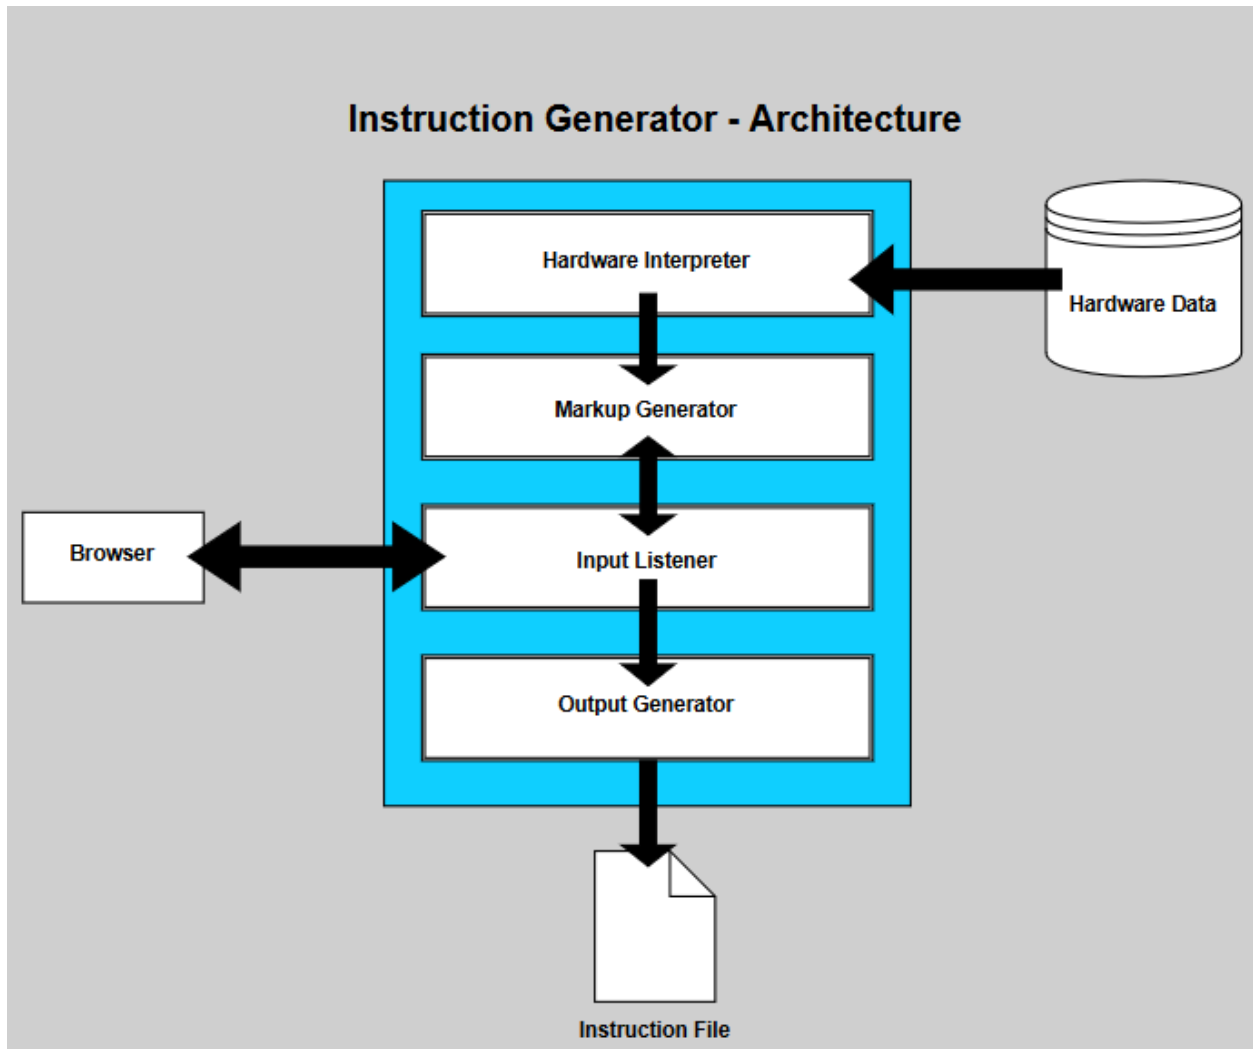 Instruction Generator - Architecture
Hardware Interpreter
Hardware Data
Markup Generator
Browser
Input Listener
Output Generator
Instruction File